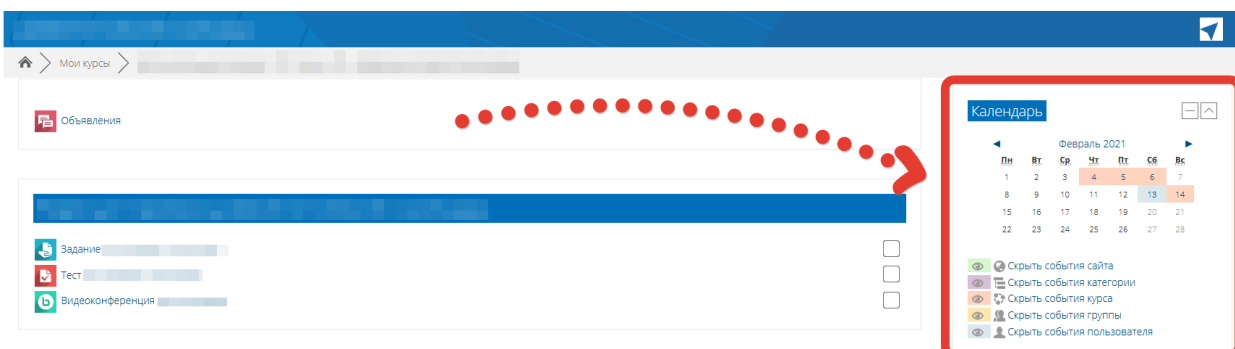 Мои курсы
Объявления
Задание
Тест
Видеоконференция
Календарь
Февраль 2021
Пн Вт Ср Чт Пт Сб Вс
1 2 3 4 5 6 7
8 9 10 11 12 13 14
15 16 17 18 19 20 21
22 23 24 25 26 27 28
Скрыть события сайта
Скрыть события категории
Скрыть события курса
Скрыть события группы
Скрыть события пользователя